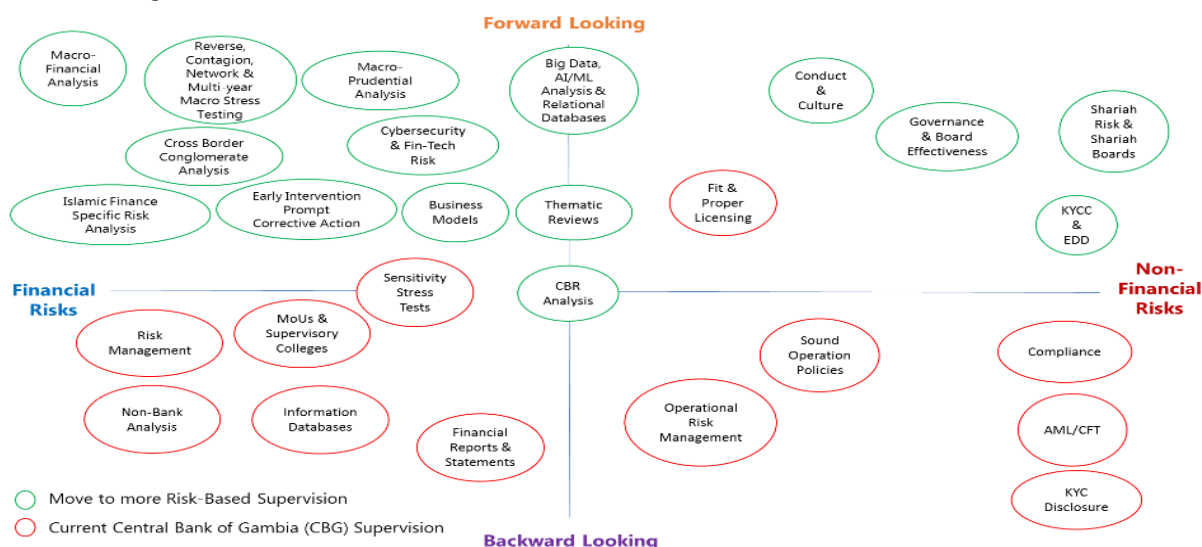 Forward Looking
Macro-
Financial
Analysis
Reverse,
Contagion,
Network &
Multi-year
Macro Stress
Testing
Macro-
Prudential
Analysis
Big Data,
AI/ML
Analysis &
Relational
Databases
Conduct
&
Culture
Governance
& Board
Effectiveness
Shariah
Risk &
Shariah
Boards
Cross Border
Conglomerate
Analysis
Cybersecurity
& Fin-Tech
Risk
Islamic Finance
Specific Risk
Analysis
Early Intervention
Prompt
Corrective Action
Business
Models
Thematic
Reviews
Fit &
Proper
Licensing
KYCC
&
EDD
Financial
Risks
Sensitivity
Stress
Tests
CBR
Analysis
Non-
Financial
Risks
Risk
Management
MoUs &
Supervisory
Colleges
Sound
Operation
Policies
Compliance
Non-Bank
Analysis
Information
Databases
Financial
Reports &
Statements
Operational
Risk
Management
AML/CFT
KYC
Disclosure
Move to more Risk-Based Supervision
Current Central Bank of Gambia (CBG) Supervision
Backward Looking